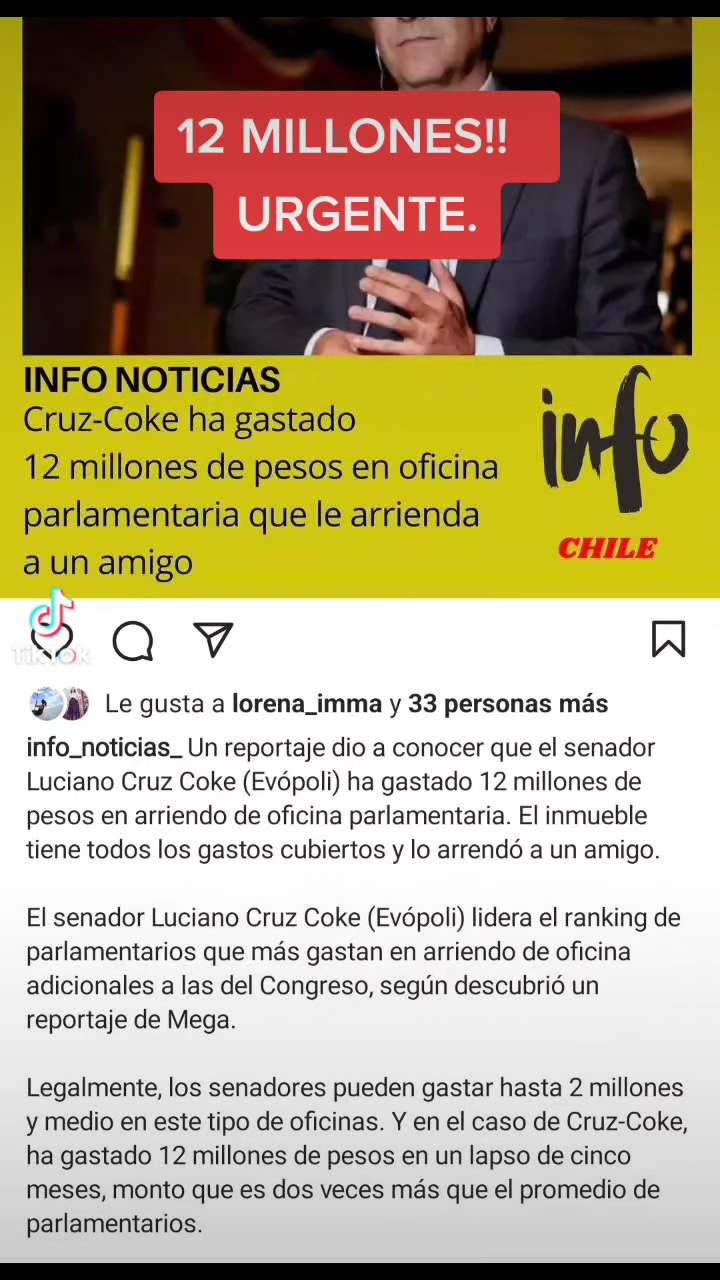 12 MILLONES!!
URGENTE.
INFO NOTICIAS
Cruz-Coke ha gastado
12 millones de pesos en oficina
parlamentaria que le arrienda
a un amigo
info
CHILE
TikTok
Le gusta a lorena_imma y 33 personas más
info_noticias_ Un reportaje dio a conocer que el senador
Luciano Cruz Coke (Evópoli) ha gastado 12 millones de
pesos en arriendo de oficina parlamentaria. El inmueble
tiene todos los gastos cubiertos y lo arrendó a un amigo.
El senador Luciano Cruz Coke (Evópoli) lidera el ranking de
parlamentarios que más gastan en arriendo de oficina
adicionales a las del Congreso, según descubrió un
reportaje de Mega.
Legalmente, los senadores pueden gastar hasta 2 millones
y medio en este tipo de oficinas. Y en el caso de Cruz-Coke,
ha gastado 12 millones de pesos en un lapso de cinco
meses, monto que es dos veces más que el promedio de
parlamentarios.